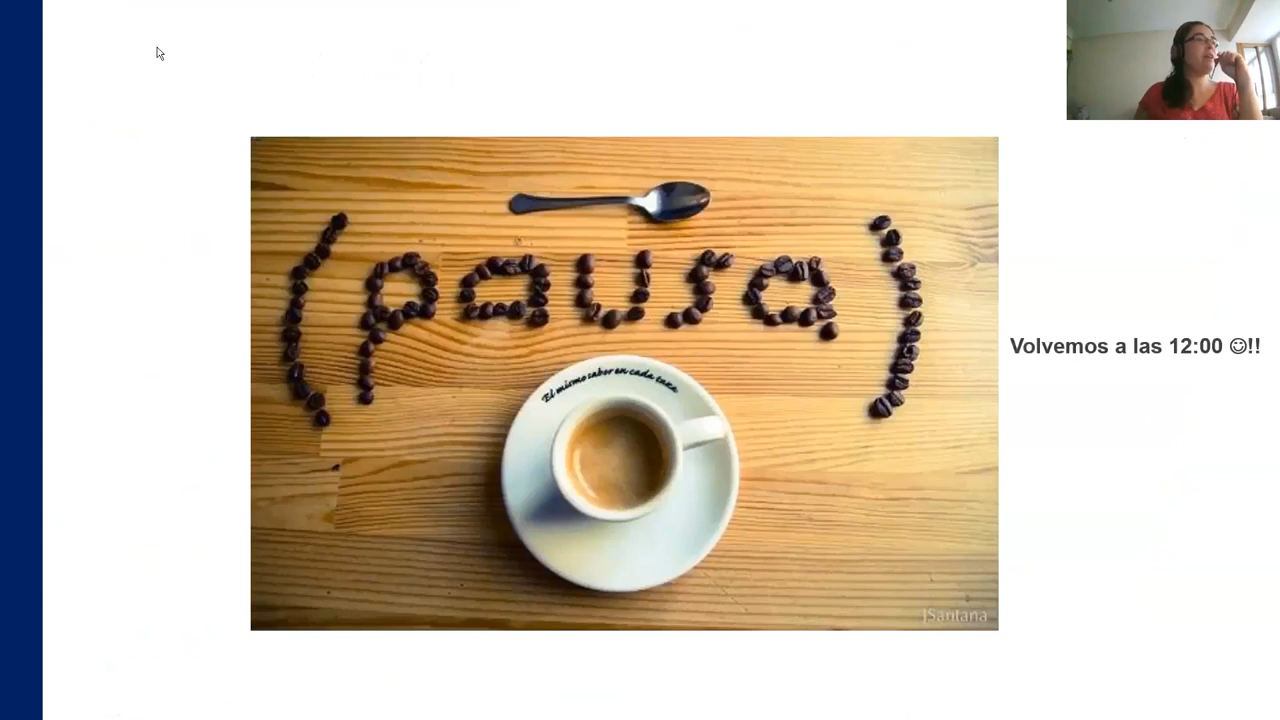 (pausa)
El mismo sabor en cada taza
Volvemos a las 12:00 ☺!!
JSantana